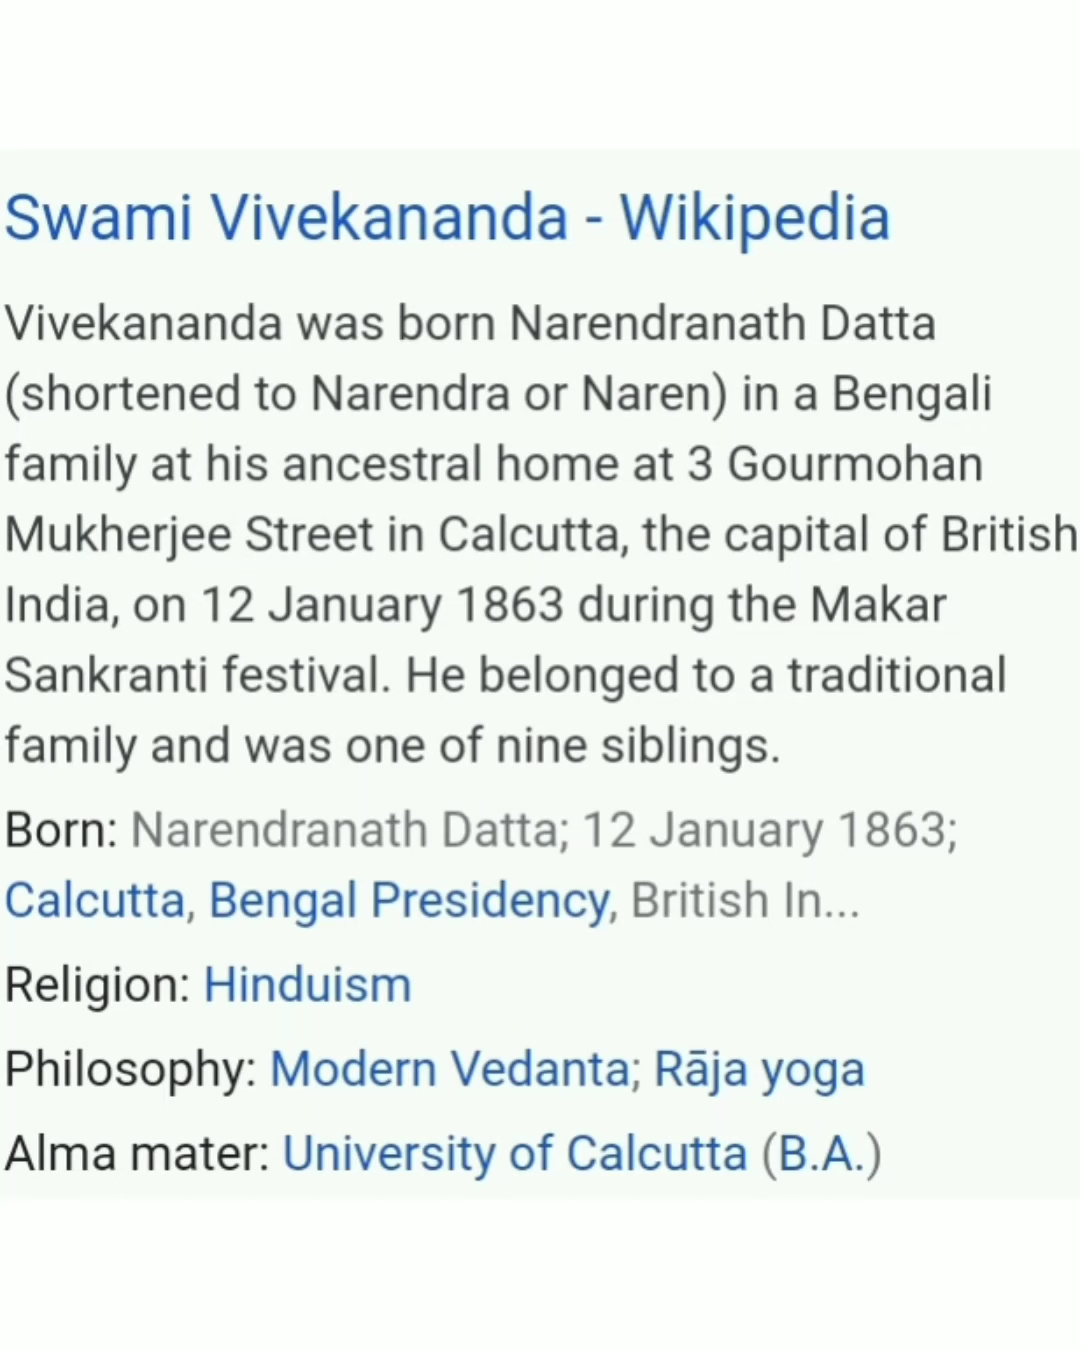 Swami Vivekananda - Wikipedia
Vivekananda was born Narendranath Datta
(shortened to Narendra or Naren) in a Bengali
family at his ancestral home at 3 Gourmohan
Mukherjee Street in Calcutta, the capital of British
India, on 12 January 1863 during the Makar
Sankranti festival. He belonged to a traditional
family and was one of nine siblings.
Born: Narendranath Datta; 12 January 1863;
Calcutta, Bengal Presidency, British In...
Religion: Hinduism
Philosophy: Modern Vedanta; Rāja yoga
Alma mater: University of Calcutta (B.A.)